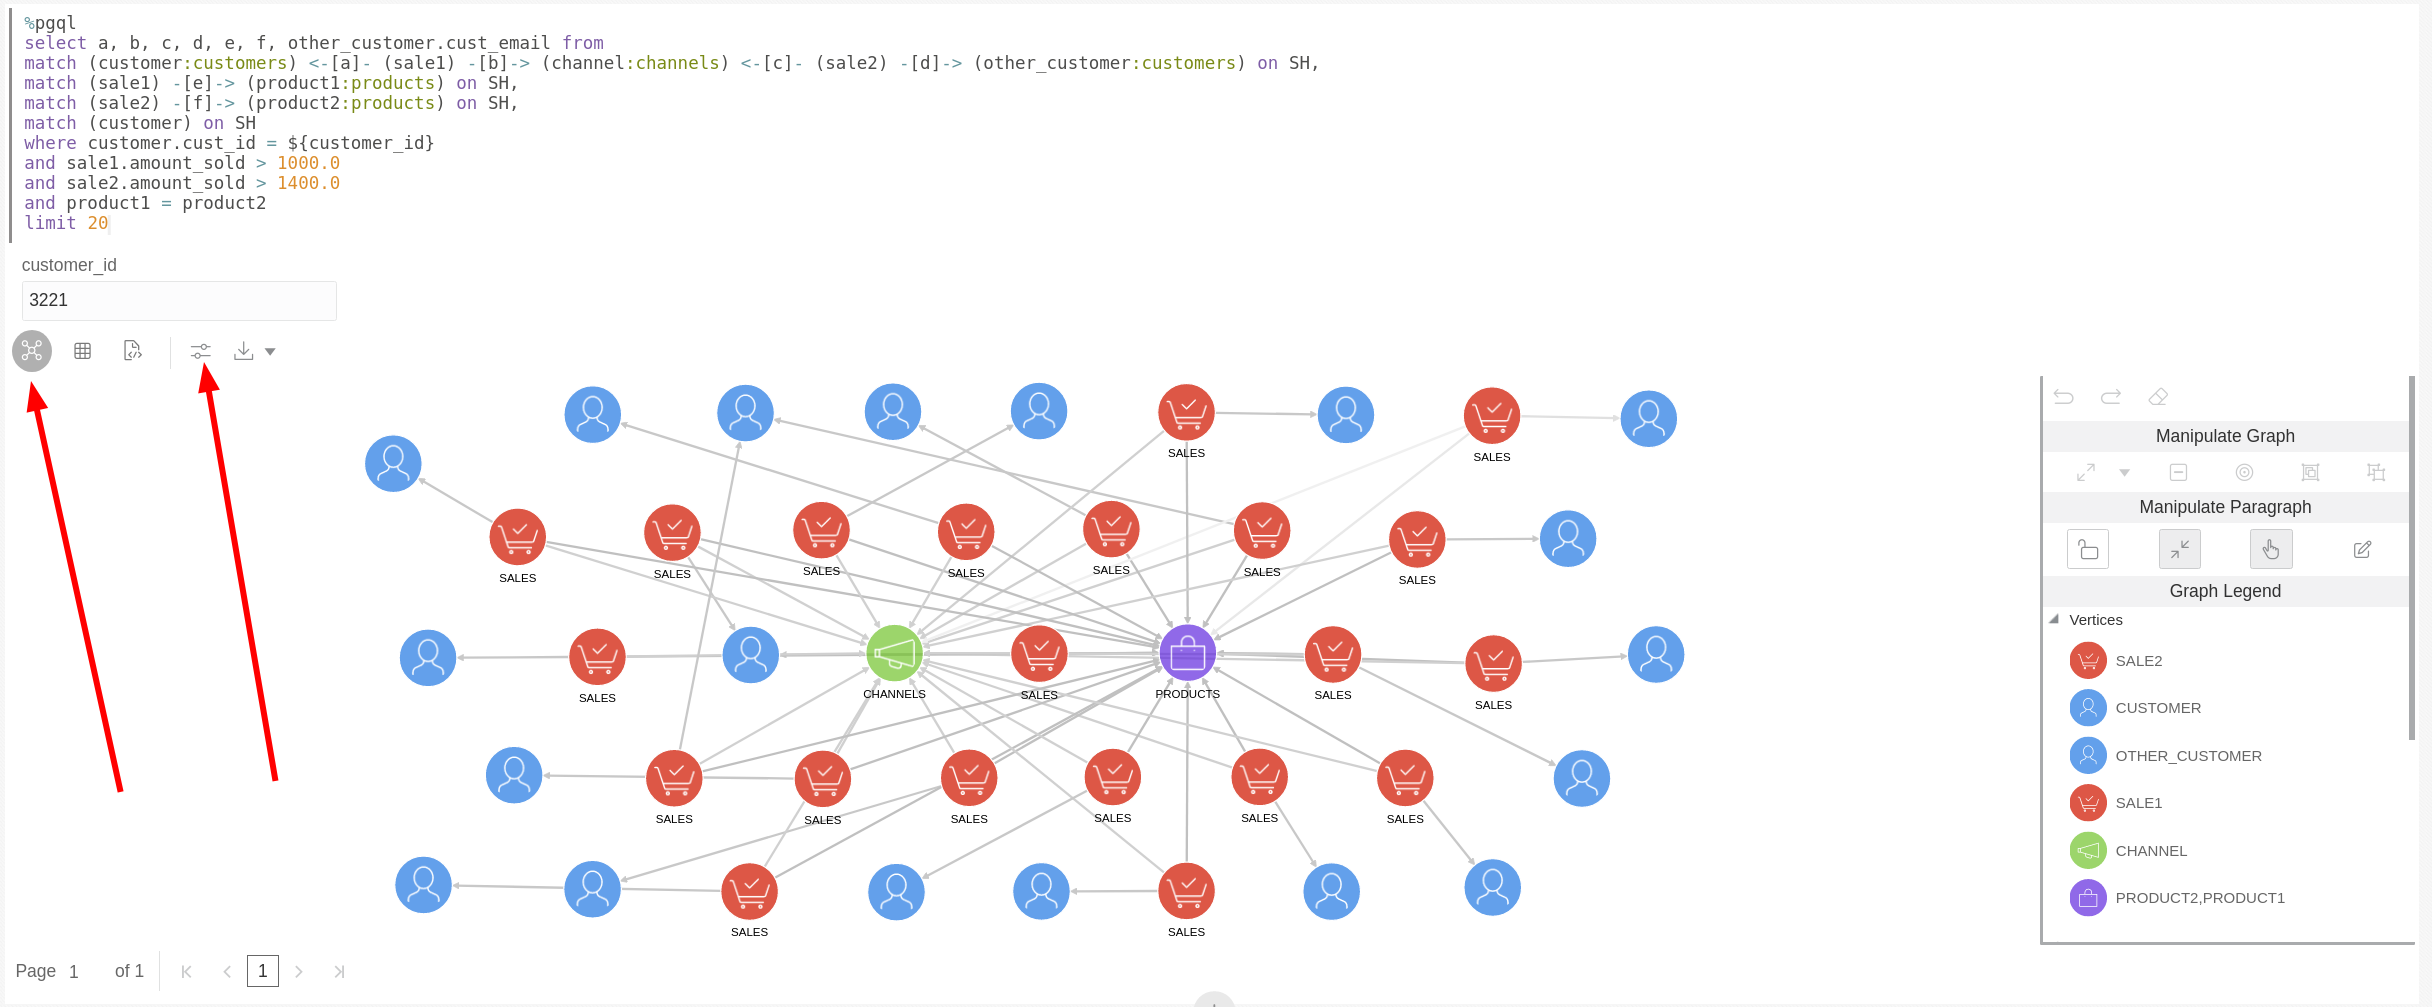 %pgql
select a, b, c, d, e, f, other_customer.cust_email from
match (customer:customers) <-[a]- (sale1) -[b]-> (channel:channels) <-[c]- (sale2) -[d]-> (other_customer:customers) on SH,
match (sale1) -[e]-> (product1:products) on SH,
match (sale2) -[f]-> (product2:products) on SH,
match (customer) on SH
where customer.cust_id = ${customer_id}
and sale1.amount_sold > 1000.0
and sale2.amount_sold > 1400.0
and product1 = product2
limit 20
customer_id
3221
SALES
SALES
SALES
SALES
SALES
SALES
SALES
SALES
SALES
SALES
CHANNELS
SALES
PRODUCTS
SALES
SALES
SALES
SALES
SALES
SALES
SALES
SALES
SALES
SALES
Manipulate Graph
Manipulate Paragraph
Graph Legend
Vertices
SALE2
CUSTOMER
OTHER_CUSTOMER
SALE1
CHANNEL
PRODUCT2,PRODUCT1
Page 1 of 1 1